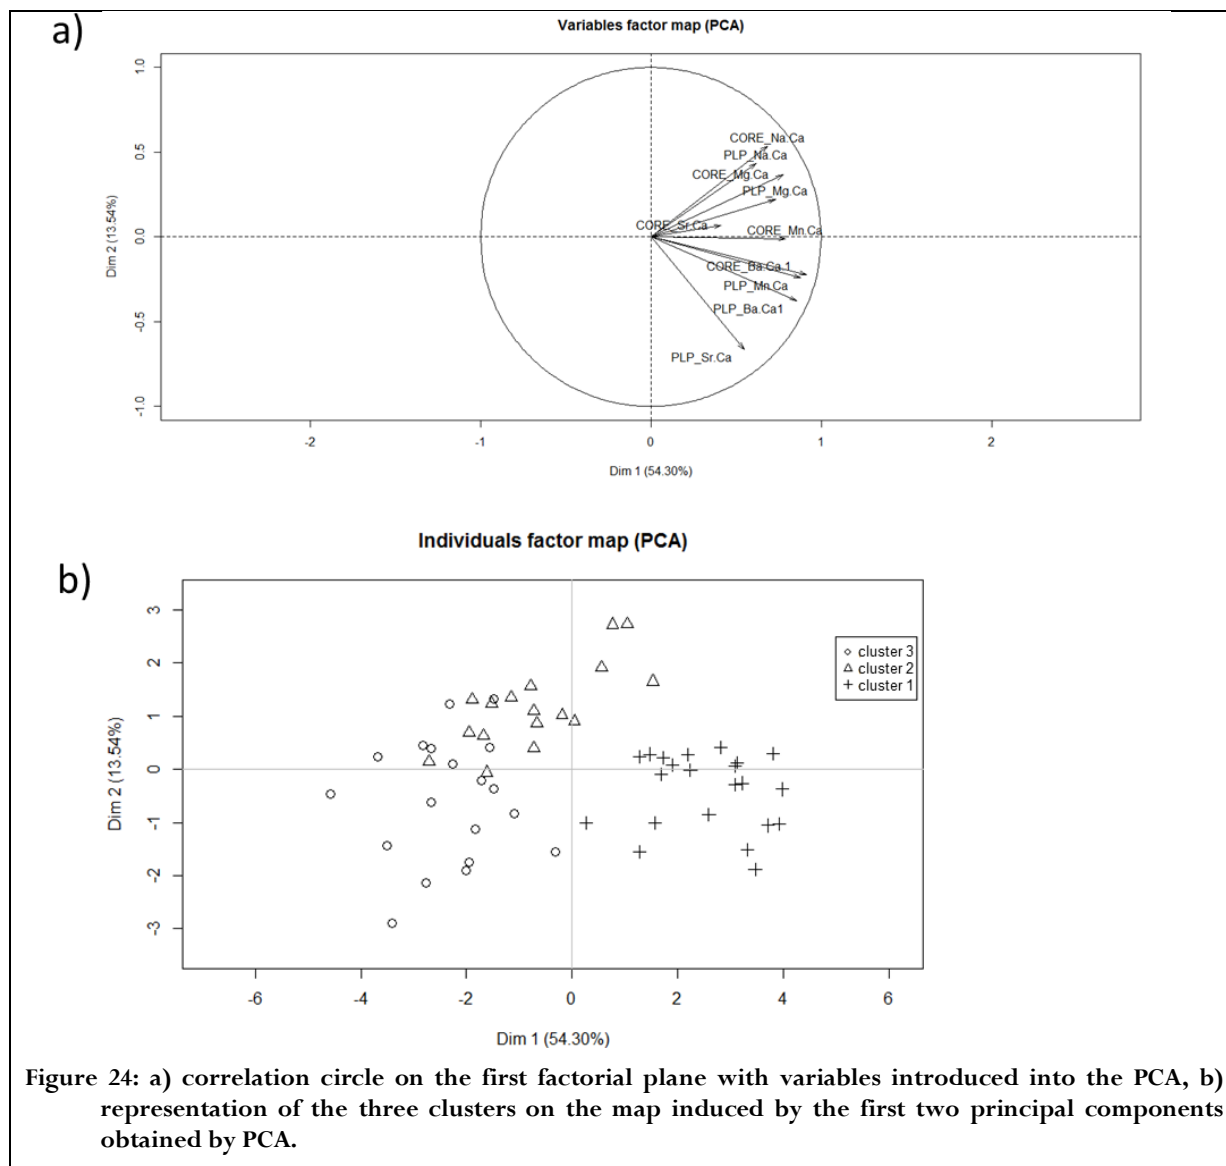 a)
Variables factor map (PCA)
1.0
0.5
0.0
-0.5
-1.0
Dim 2 (13.54%)
CORE_Na.Ca
PLP_Na.Ca
CORE_Mg.Ca
PLP_Mg.Ca
CORE_Sr.Ca
CORE_Mn.Ca
CORE_Ba.Ca.1
PLP_Mn.Ca
PLP_Ba.Ca1
PLP_Sr.Ca
-2 -1 0 1 2
Dim 1 (54.30%)
b)
Individuals factor map (PCA)
3
2
1
0
-1
-2
-3
Dim 2 (13.54%)
cluster 3
cluster 2
cluster 1
-6 -4 -2 0 2 4 6
Dim 1 (54.30%)
Figure 24: a) correlation circle on the first factorial plane with variables introduced into the PCA, b)
representation of the three clusters on the map induced by the first two principal components
obtained by PCA.